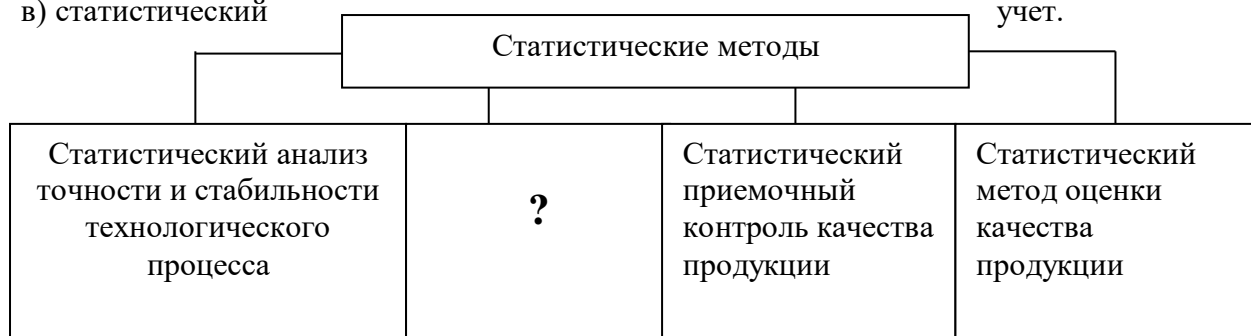 в) статистический учет.
Статистические методы
Статистический анализ
точности и стабильности
технологического
процесса
?
Статистический
приемочный
контроль качества
продукции
Статистический
метод оценки
качества
продукции